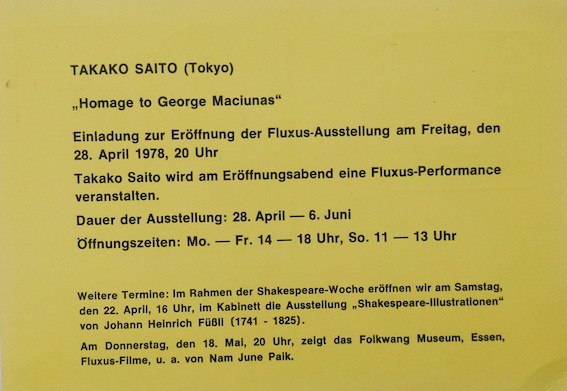 TAKAKO SAITO (Tokyo)
„Homage to George Maciunas“
Einladung zur Eröffnung der Fluxus-Ausstellung am Freitag, den
28. April 1978, 20 Uhr
Takako Saito wird am Eröffnungsabend eine Fluxus-Performance
veranstalten.
Dauer der Ausstellung: 28. April — 6. Juni
Öffnungszeiten: Mo. — Fr. 14 — 18 Uhr, So. 11 — 13 Uhr
Weitere Termine: Im Rahmen der Shakespeare-Woche eröffnen wir am Samstag,
den 22. April, 16 Uhr, im Kabinett die Ausstellung „Shakespeare-Illustrationen“
von Johann Heinrich Füßli (1741 - 1825).
Am Donnerstag, den 18. Mai, 20 Uhr, zeigt das Folkwang Museum, Essen,
Fluxus-Filme, u. a. von Nam June Paik.